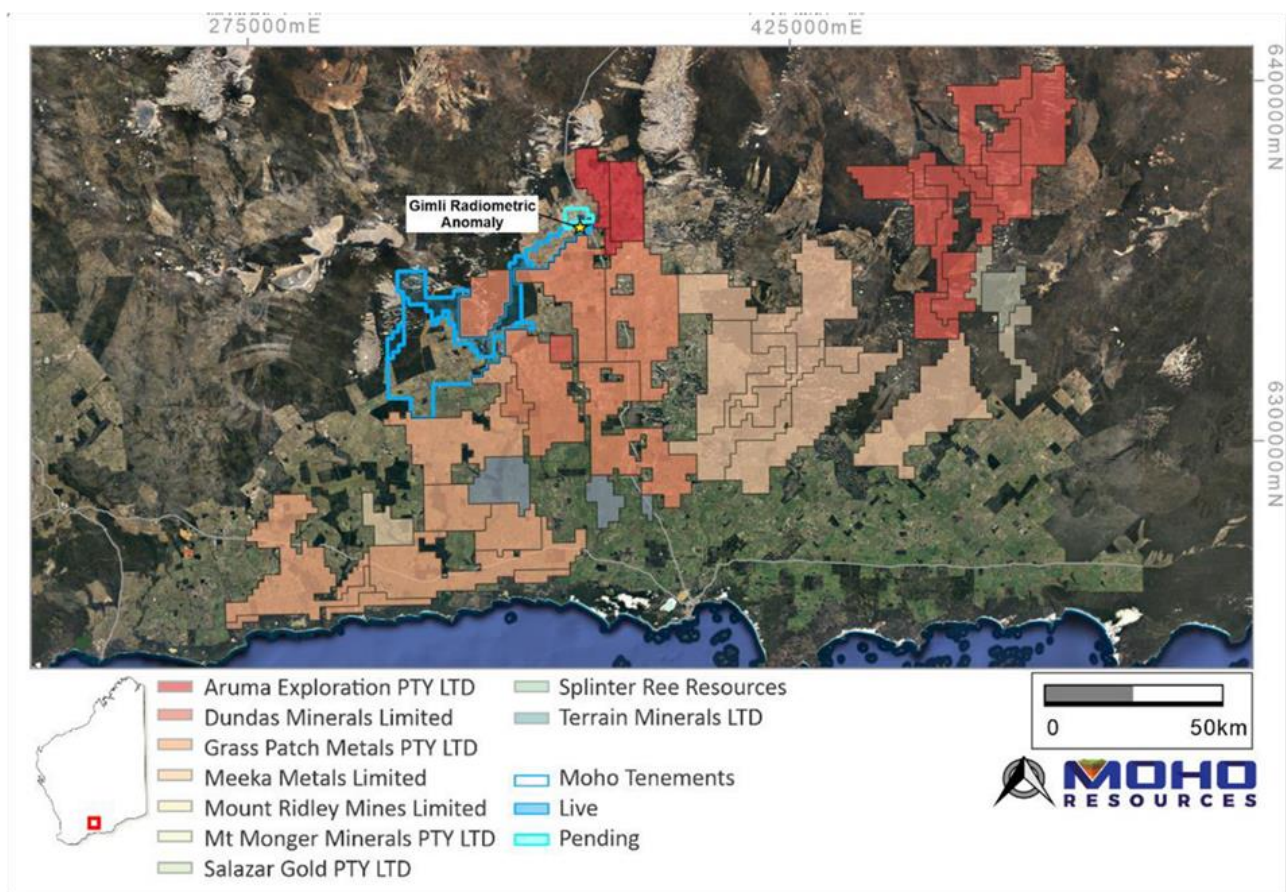 275000mE
425000mE
6400000mN
Gimli Radiometric
Anomaly
6300000mN
Aruma Exploration PTY LTD
Dundas Minerals Limited
Grass Patch Metals PTY LTD
Meeka Metals Limited
Mount Ridley Mines Limited
Mt Monger Minerals PTY LTD
Salazar Gold PTY LTD
Splinter Ree Resources
Terrain Minerals LTD
Moho Tenements
Live
Pending
0 50km
MOHO
RESOURCES